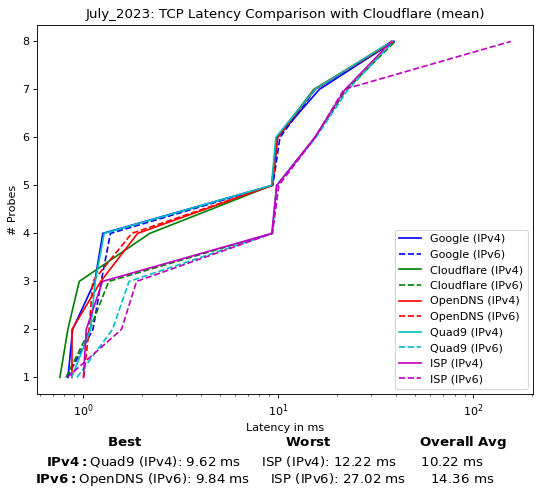 July_2023: TCP Latency Comparison with Cloudflare (mean)
8
7
6
5
4
3
2
1
# Probes
Google (IPv4)
Google (IPv6)
Cloudflare (IPv4)
Cloudflare (IPv6)
OpenDNS (IPv4)
OpenDNS (IPv6)
Quad9 (IPv4)
Quad9 (IPv6)
ISP (IPv4)
ISP (IPv6)
10⁰ 10¹ 10²
Latency in ms
Best Worst Overall Avg
IPv4: Quad9 (IPv4): 9.62 ms ISP (IPv4): 12.22 ms 10.22 ms
IPv6: OpenDNS (IPv6): 9.84 ms ISP (IPv6): 27.02 ms 14.36 ms